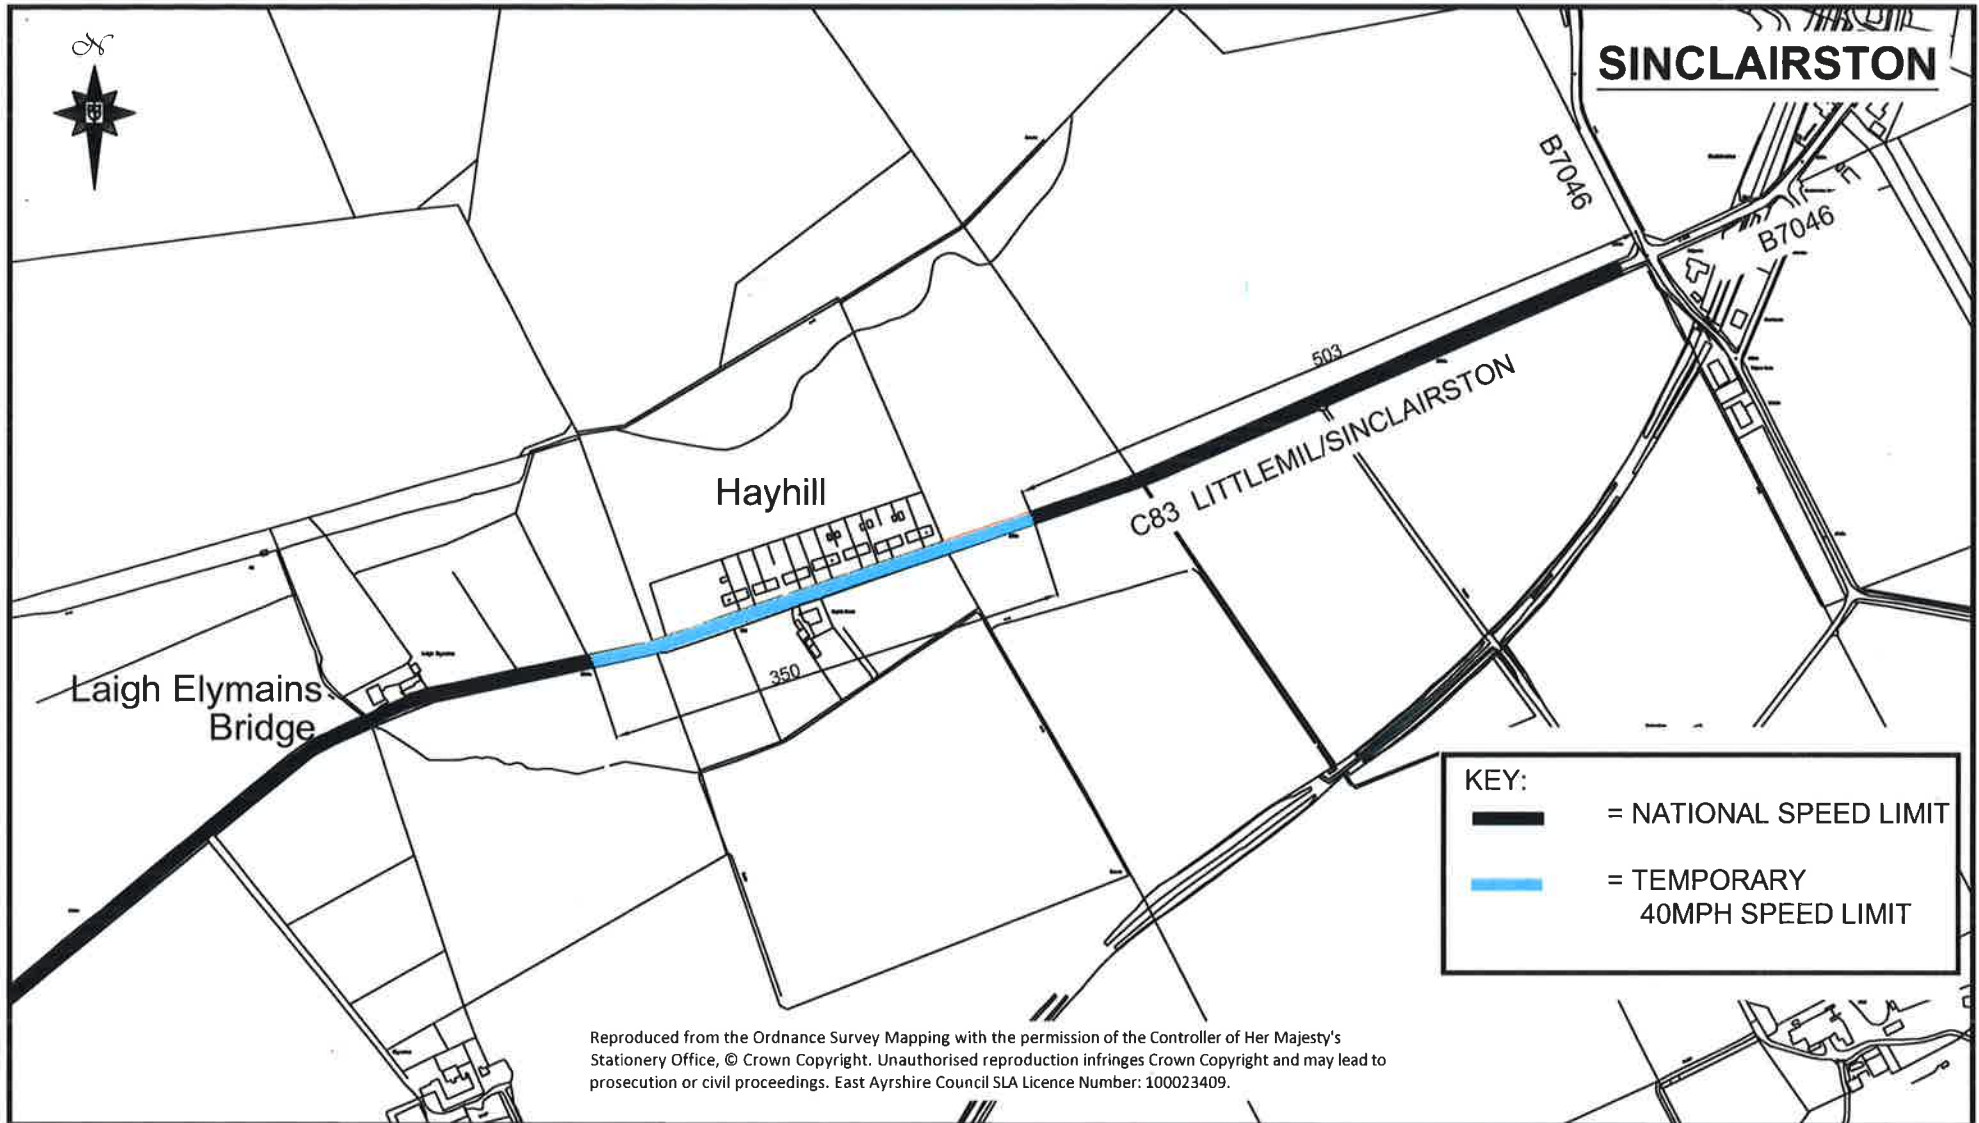 N
SINCLAIRSTON
B7046
B7046
503
C83 LITTLEMIL/SINCLAIRSTON
Hayhill
350
Laigh Elymains
Bridge
KEY:
= NATIONAL SPEED LIMIT
= TEMPORARY
40MPH SPEED LIMIT
Reproduced from the Ordnance Survey Mapping with the permission of the Controller of Her Majesty's
Stationery Office, © Crown Copyright. Unauthorised reproduction infringes Crown Copyright and may lead to
prosecution or civil proceedings. East Ayrshire Council SLA Licence Number: 100023409.